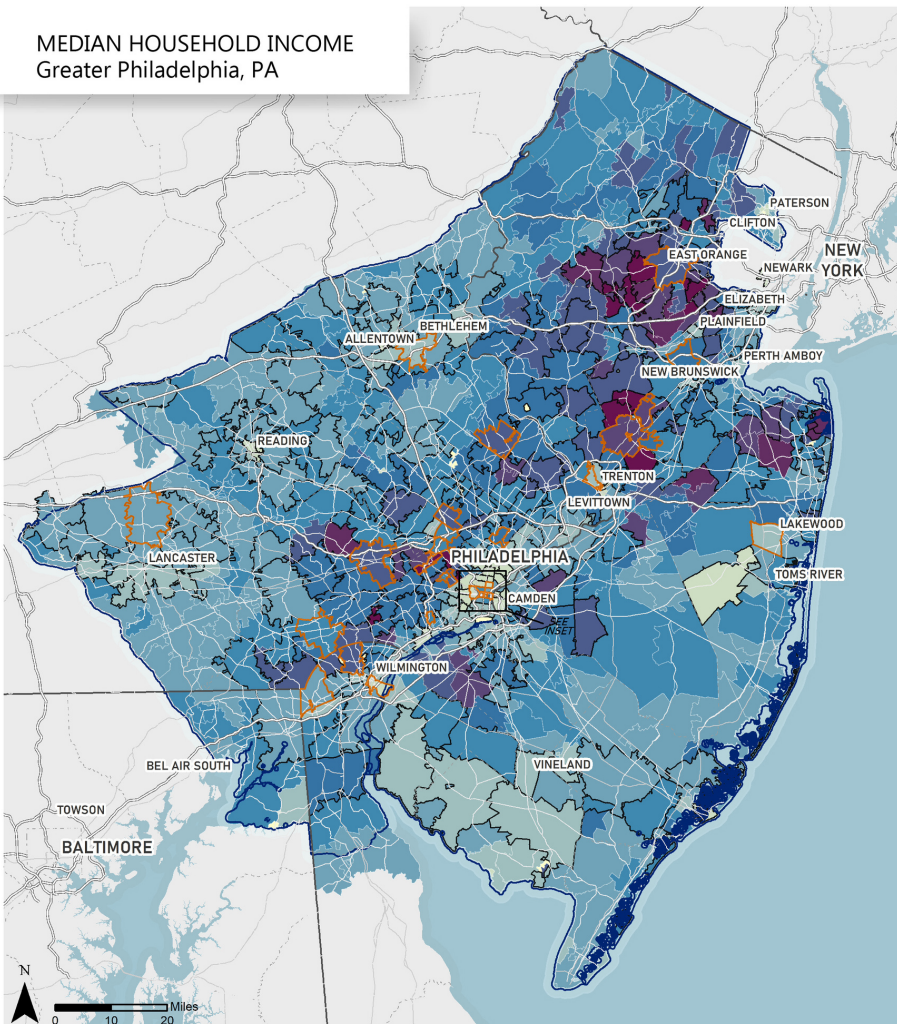 MEDIAN HOUSEHOLD INCOME
Greater Philadelphia, PA
PATERSON
CLIFTON
NEW
YORK
EAST ORANGE
NEWARK
ELIZABETH
PLAINFIELD
BETHLEHEM
ALLENTOWN
PERTH AMBOY
NEW BRUNSWICK
READING
TRENTON
LEVITTOWN
LAKEWOOD
LANCASTER
PHILADELPHIA
TOMS RIVER
CAMDEN
SEE
INSET
WILMINGTON
BEL AIR SOUTH
VINELAND
TOWSON
BALTIMORE
N
Miles
0 10 20